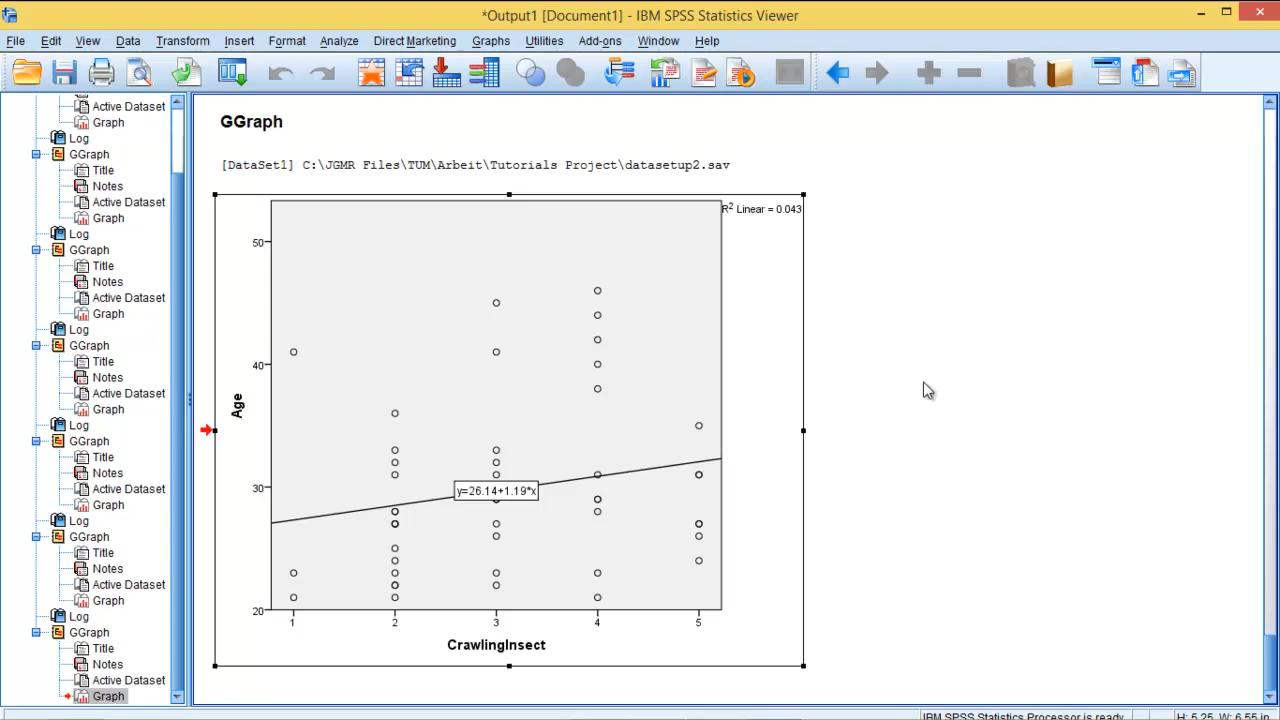 *Output1 [Document1] - IBM SPSS Statistics Viewer
File Edit View Data Transform Insert Format Analyze Direct Marketing Graphs Utilities Add-ons Window Help
Active Dataset
Graph
Log
GGraph
Title
Notes
Active Dataset
Graph
Log
GGraph
Title
Notes
Active Dataset
Graph
Log
GGraph
Title
Notes
Active Dataset
Graph
Log
GGraph
Title
Notes
Active Dataset
Graph
Log
GGraph
Title
Notes
Active Dataset
Graph
Log
GGraph
Title
Notes
Active Dataset
Graph
GGraph
[DataSet1] C:\JGMR Files\TUM\Arbeit\Tutorials Project\datasetup2.sav
R² Linear = 0.043
50
40
30
20
Age
y=26.14+1.19*x
1 2 3 4 5
CrawlingInsect
IBM SPSS Statistics Processor is ready
H: 5.25, W: 6.55 in